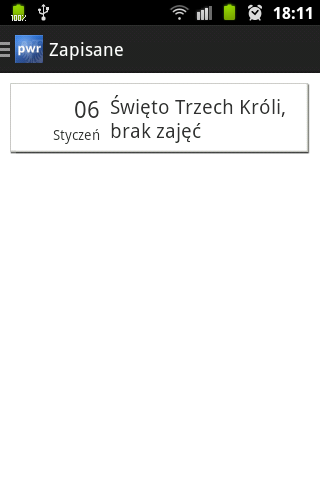 100%
18:11
pwr Zapisane
06 Święto Trzech Króli,
Styczeń brak zajęć